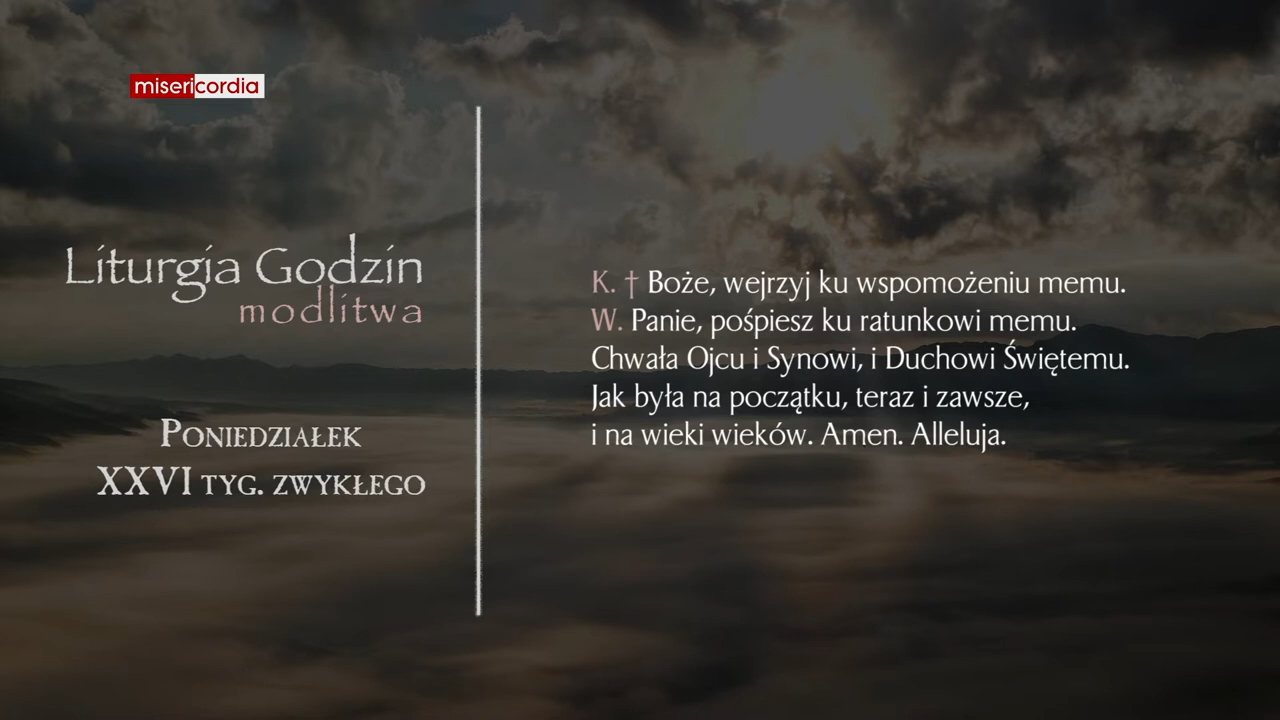 misericordia
Liturgia Godzin
modlitwa
Poniedziałek
XXVI tyg. zwykłego
K. † Boże, wejrzyj ku wspomożeniu memu.
W. Panie, pośpiesz ku ratunkowi memu.
Chwała Ojcu i Synowi, i Duchowi Świętemu.
Jak była na początku, teraz i zawsze,
i na wieki wieków. Amen. Alleluja.